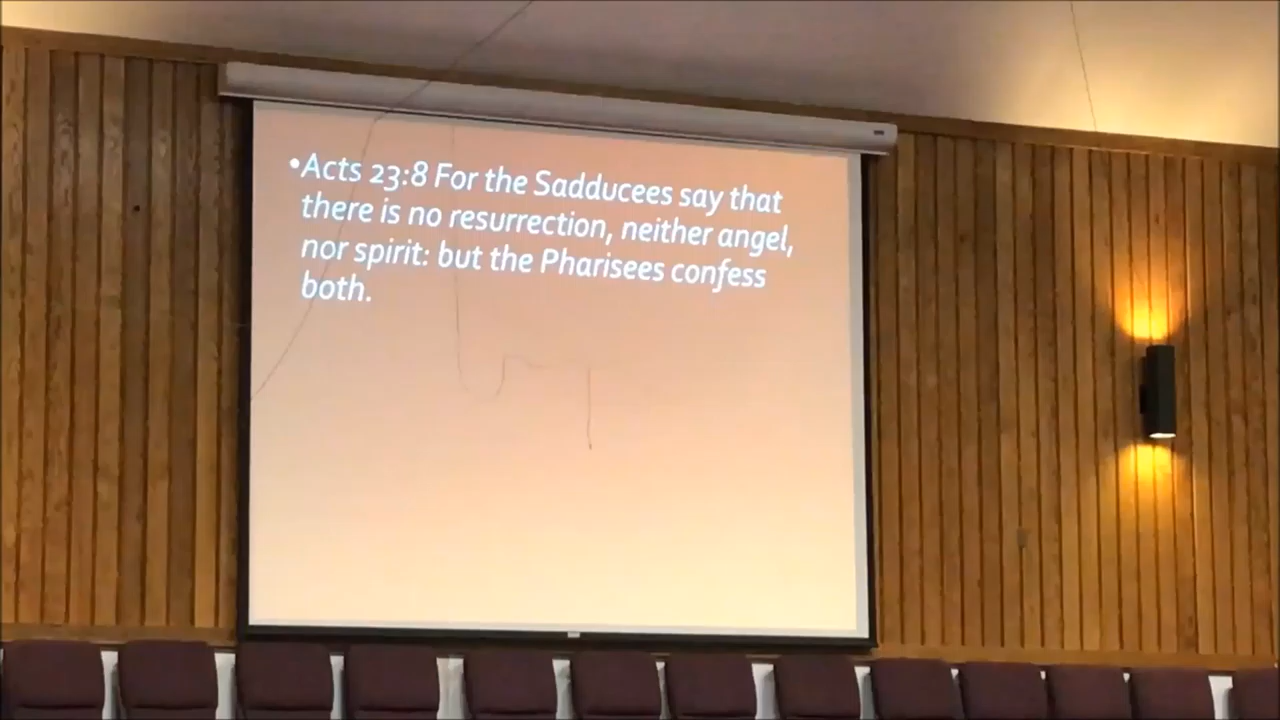 •Acts 23:8 For the Sadducees say that
there is no resurrection, neither angel,
nor spirit: but the Pharisees confess
both.